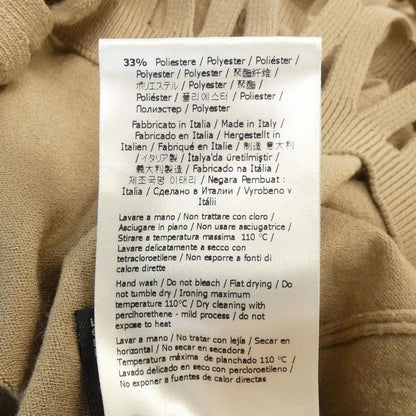 33% Poliestere / Polyester / Poliéster /
Polyester / Polyester / 聚酯纤维 /
ポリエステル / Polyester / 聚酯 /
Poliéster / 폴리에스터 / Polyester /
Полиэстер / Polyester
Fabbricato in Italia / Made in Italy /
Fabricado en Italia / Hergestellt in
Italien / Fabriqué en Italie / 制造 意大利
/ イタリア製 / İtalya'da üretilmiştir /
義大利製造 / Fabricado na Itália /
제조국명 이태리 / Negara Pembuat :
Italia / Сделано в Италии / Vyrobeno v
Itálii
Lavare a mano / Non trattare con cloro /
Asciugare in piano / Non usare asciugatrice /
Stirare a temperatura massima 110 °C /
Lavare delicatamente a secco con
tetracloroetilene / Non esporre a fonti di
calore dirette
Hand wash / Do not bleach / Flat drying / Do
not tumble dry / Ironing maximum
temperature 110°C / Dry cleaning with
perclhorethene - mild process / do not
expose to heat
Lavar a mano / No tratar con lejía / Secar en
horizontal / No secar en secadora /
Temperatura máxima de planchado 110 °C /
Lavado delicado en seco con percloroetileno /
No exponer a fuentes de calor directas